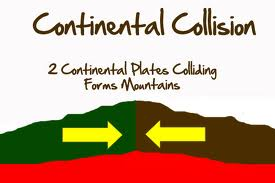 Continental Collision
2 Continental Plates Colliding
Forms Mountains